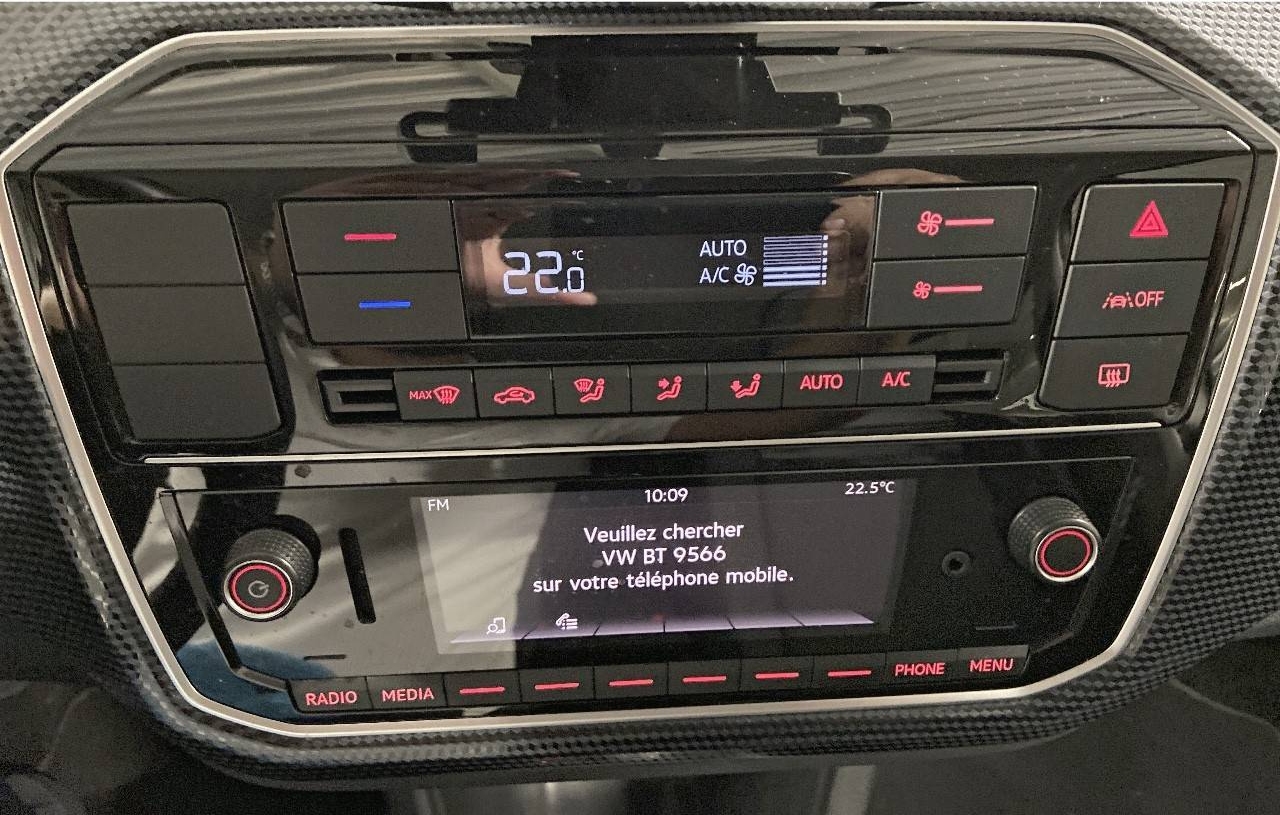 AUTO
22.0 °C
A/C
OFF
MAX
AUTO
A/C
FM
10:09
22.5°C
Veuillez chercher
VW BT 9566
sur votre téléphone mobile.
RADIO
MEDIA
PHONE
MENU